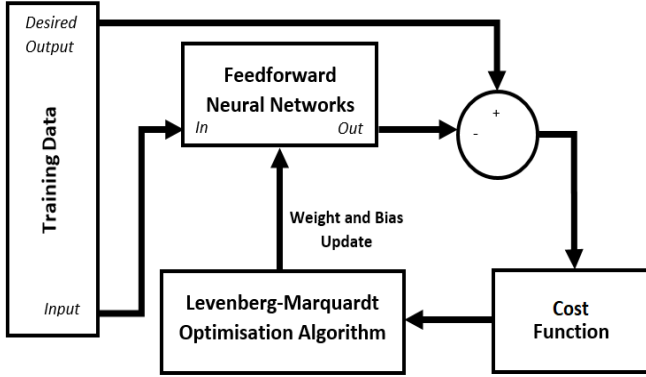 Desired
Output
Training Data
Input
Feedforward
Neural Networks
In
Out
+
-
Weight and Bias
Update
Levenberg-Marquardt
Optimisation Algorithm
Cost
Function